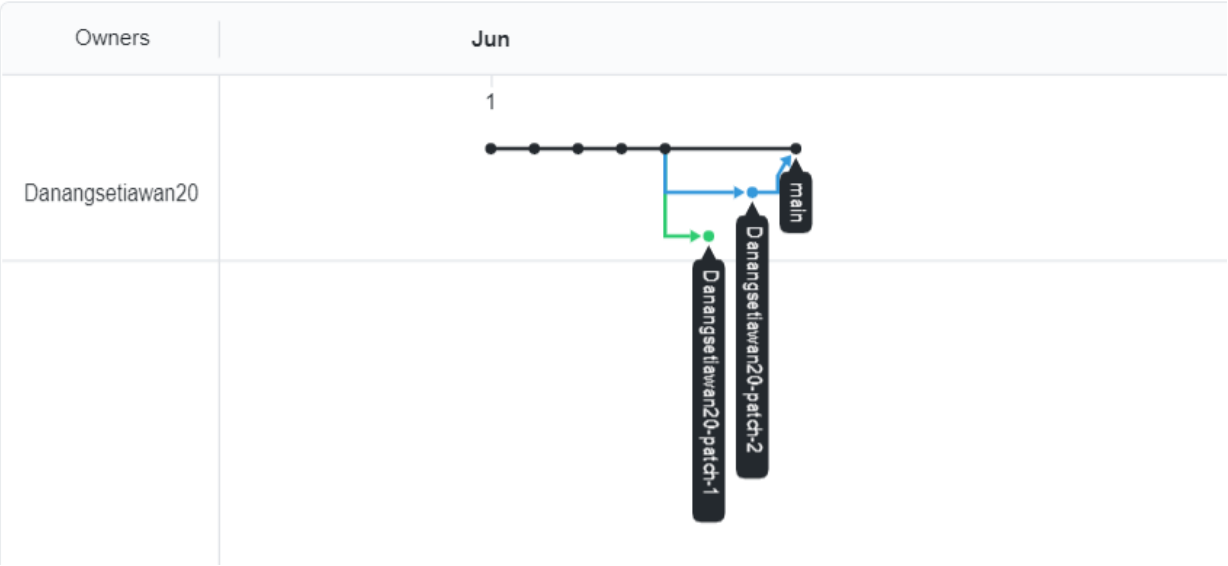 Owners
Jun
1
Danangsetiawan20
main
Danangsetiawan20-patch-2
Danangsetiawan20-patch-1